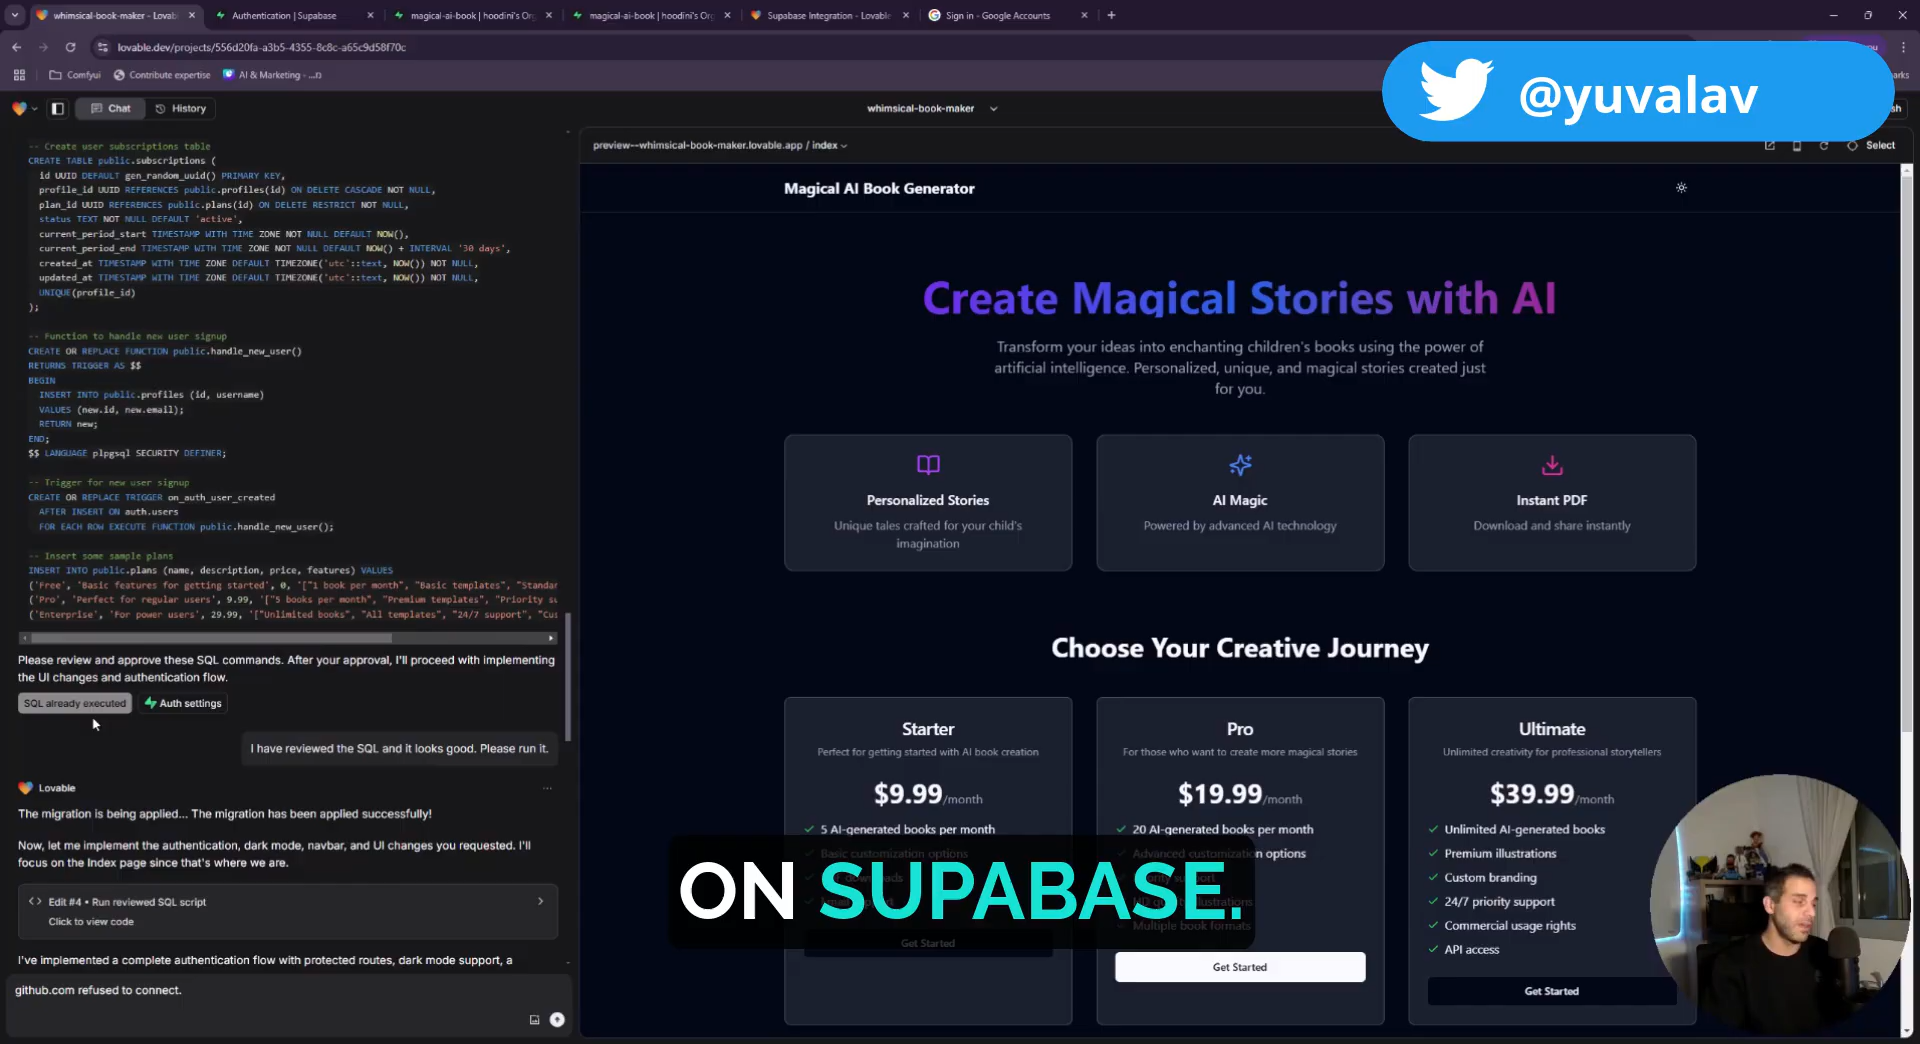 whimsical-book-maker - Lovabl
Authentication | Supabase
magical-ai-book | hoodini's Org
magical-ai-book | hoodini's Org
Supabase Integration - Lovable
Sign in - Google Accounts
lovable.dev/projects/556d20fa-a3b5-4355-8c8c-a65c9d58f70c
Comfyui
Contribute expertise
AI & Marketing - ...n
@yuvalav
Chat
History
whimsical-book-maker
preview--whimsical-book-maker.lovable.app / index
Select
-- Create user subscriptions table
CREATE TABLE public.subscriptions (
id UUID DEFAULT gen_random_uuid() PRIMARY KEY,
profile_id UUID REFERENCES public.profiles(id) ON DELETE CASCADE NOT NULL,
plan_id UUID REFERENCES public.plans(id) ON DELETE RESTRICT NOT NULL,
status TEXT NOT NULL DEFAULT 'active',
current_period_start TIMESTAMP WITH TIME ZONE NOT NULL DEFAULT NOW(),
current_period_end TIMESTAMP WITH TIME ZONE NOT NULL DEFAULT NOW() + INTERVAL '30 days',
created_at TIMESTAMP WITH TIME ZONE DEFAULT TIMEZONE('utc'::text, NOW()) NOT NULL,
updated_at TIMESTAMP WITH TIME ZONE DEFAULT TIMEZONE('utc'::text, NOW()) NOT NULL,
UNIQUE(profile_id)
);
-- Function to handle new user signup
CREATE OR REPLACE FUNCTION public.handle_new_user()
RETURNS TRIGGER AS $$
BEGIN
INSERT INTO public.profiles (id, username)
VALUES (new.id, new.email);
RETURN new;
END;
$$ LANGUAGE plpgsql SECURITY DEFINER;
-- Trigger for new user signup
CREATE OR REPLACE TRIGGER on_auth_user_created
AFTER INSERT ON auth.users
FOR EACH ROW EXECUTE FUNCTION public.handle_new_user();
-- Insert some sample plans
INSERT INTO public.plans (name, description, price, features) VALUES
('Free', 'Basic features for getting started', 0, '["1 book per month", "Basic templates", "Standar
('Pro', 'Perfect for regular users', 9.99, '["5 books per month", "Premium templates", "Priority su
('Enterprise', 'For power users', 29.99, '["Unlimited books", "All templates", "24/7 support", "Cus
Please review and approve these SQL commands. After your approval, I'll proceed with implementing
the UI changes and authentication flow.
SQL already executed
Auth settings
I have reviewed the SQL and it looks good. Please run it.
Lovable
The migration is being applied... The migration has been applied successfully!
Now, let me implement the authentication, dark mode, navbar, and UI changes you requested. I'll
focus on the Index page since that's where we are.
Edit #4 • Run reviewed SQL script
Click to view code
I've implemented a complete authentication flow with protected routes, dark mode support, a
github.com refused to connect.
Magical AI Book Generator
Create Magical Stories with AI
Transform your ideas into enchanting children's books using the power of
artificial intelligence. Personalized, unique, and magical stories created just
for you.
Personalized Stories
Unique tales crafted for your child's
imagination
AI Magic
Powered by advanced AI technology
Instant PDF
Download and share instantly
Choose Your Creative Journey
Starter
Perfect for getting started with AI book creation
$9.99/month
5 AI-generated books per month
Basic customization options
Get Started
Pro
For those who want to create more magical stories
$19.99/month
20 AI-generated books per month
Advanced customization options
Multiple book formats
Get Started
Ultimate
Unlimited creativity for professional storytellers
$39.99/month
Unlimited AI-generated books
Premium illustrations
Custom branding
24/7 priority support
Commercial usage rights
API access
Get Started
ON SUPABASE.